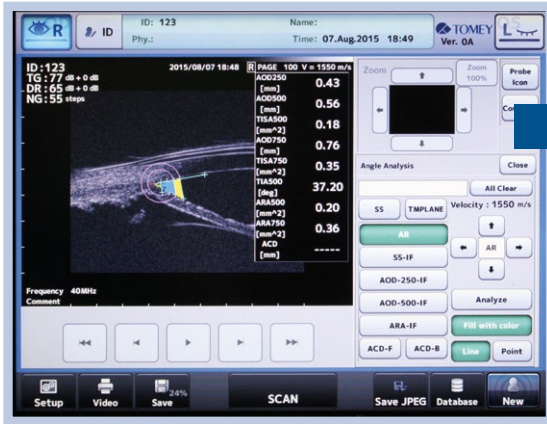 R
ID
ID: 123
Name:
Phy.:
Time: 07.Aug.2015 18:49
TOMEY
Ver. 0A
L
ID:123
2015/08/07 18:48 R PAGE 100 V = 1550 m/s
TG : 77 dB + 0 dB
DR : 65 dB + 0 dB
NG : 55 steps
AOD250 [mm] 0.43
AOD500 [mm] 0.56
TISA500 [mm^2] 0.18
AOD750 [mm] 0.76
TISA750 [mm^2] 0.35
TIA500 [deg] 37.20
ARA500 [mm^2] 0.20
ARA750 [mm^2] 0.36
ACD [mm] -----
Frequency 40MHz
Comment
Zoom
Zoom 100%
Probe Icon
Angle Analysis
Close
All Clear
SS
TMPLANE
Velocity : 1550 m/s
AR
SS-IF
AR
AOD-250-IF
AOD-500-IF
Analyze
ARA-IF
Fill with color
ACD-F
ACD-B
Line
Point
Setup
Video
Save
24%
SCAN
Save JPEG
Database
New